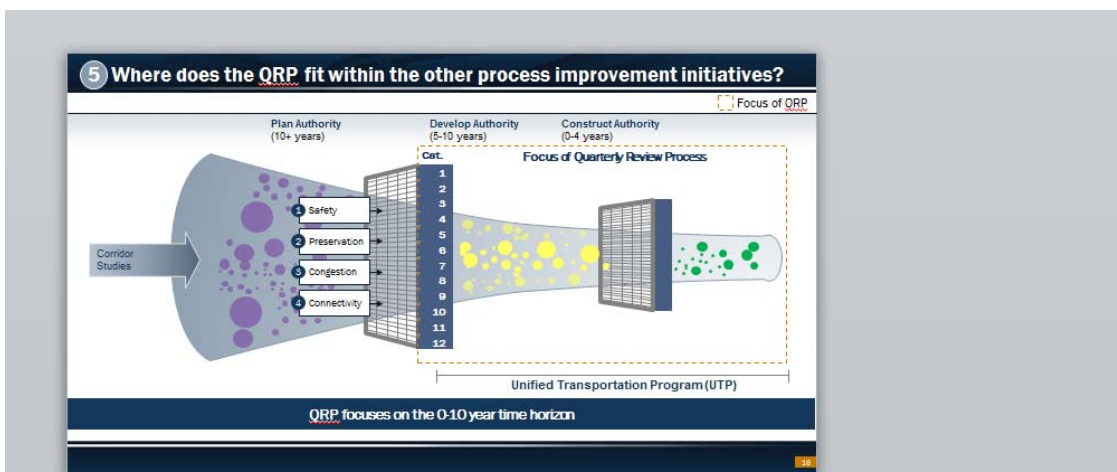 5 Where does the QRP fit within the other process improvement initiatives?
Focus of QRP
Plan Authority
(10+ years)
Develop Authority
(5-10 years)
Construct Authority
(0-4 years)
Cat.
Focus of Quarterly Review Process
1
2
3
4
5
6
7
8
9
10
11
12
1 Safety
2 Preservation
3 Congestion
4 Connectivity
Corridor
Studies
Unified Transportation Program (UTP)
QRP focuses on the 0-10 year time horizon
16